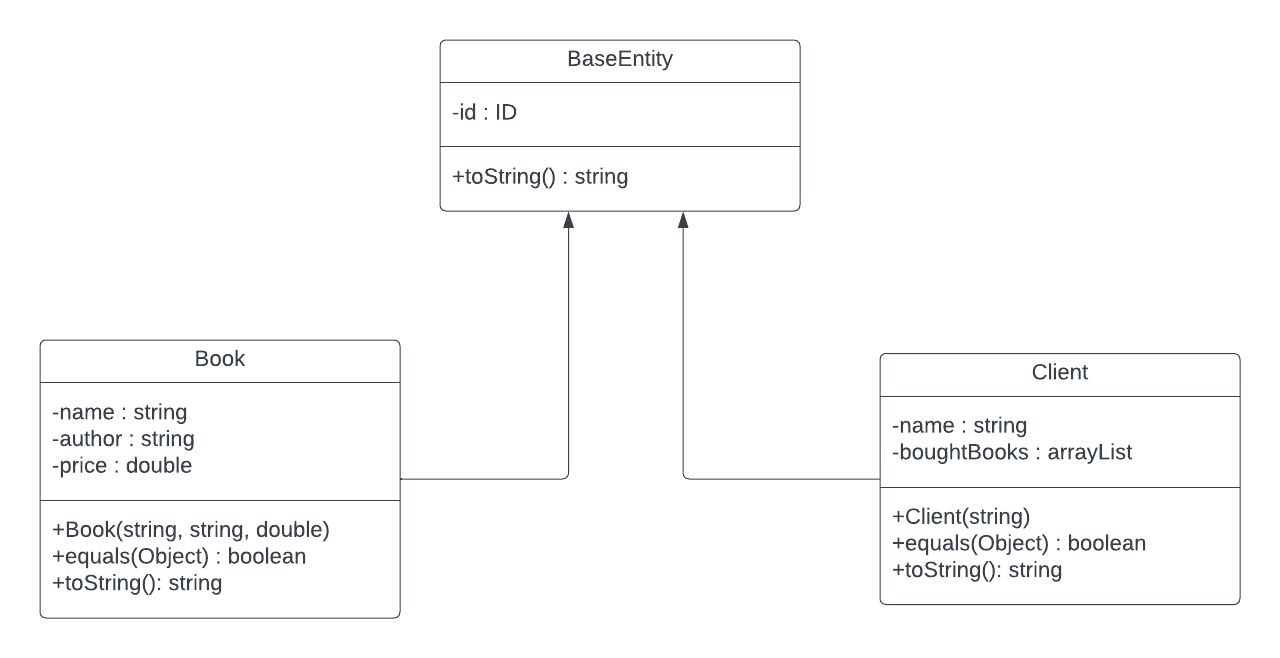 BaseEntity
-id : ID
+toString() : string
Book
-name : string
-author : string
-price : double
+Book(string, string, double)
+equals(Object) : boolean
+toString(): string
Client
-name : string
-boughtBooks : arrayList
+Client(string)
+equals(Object) : boolean
+toString(): string